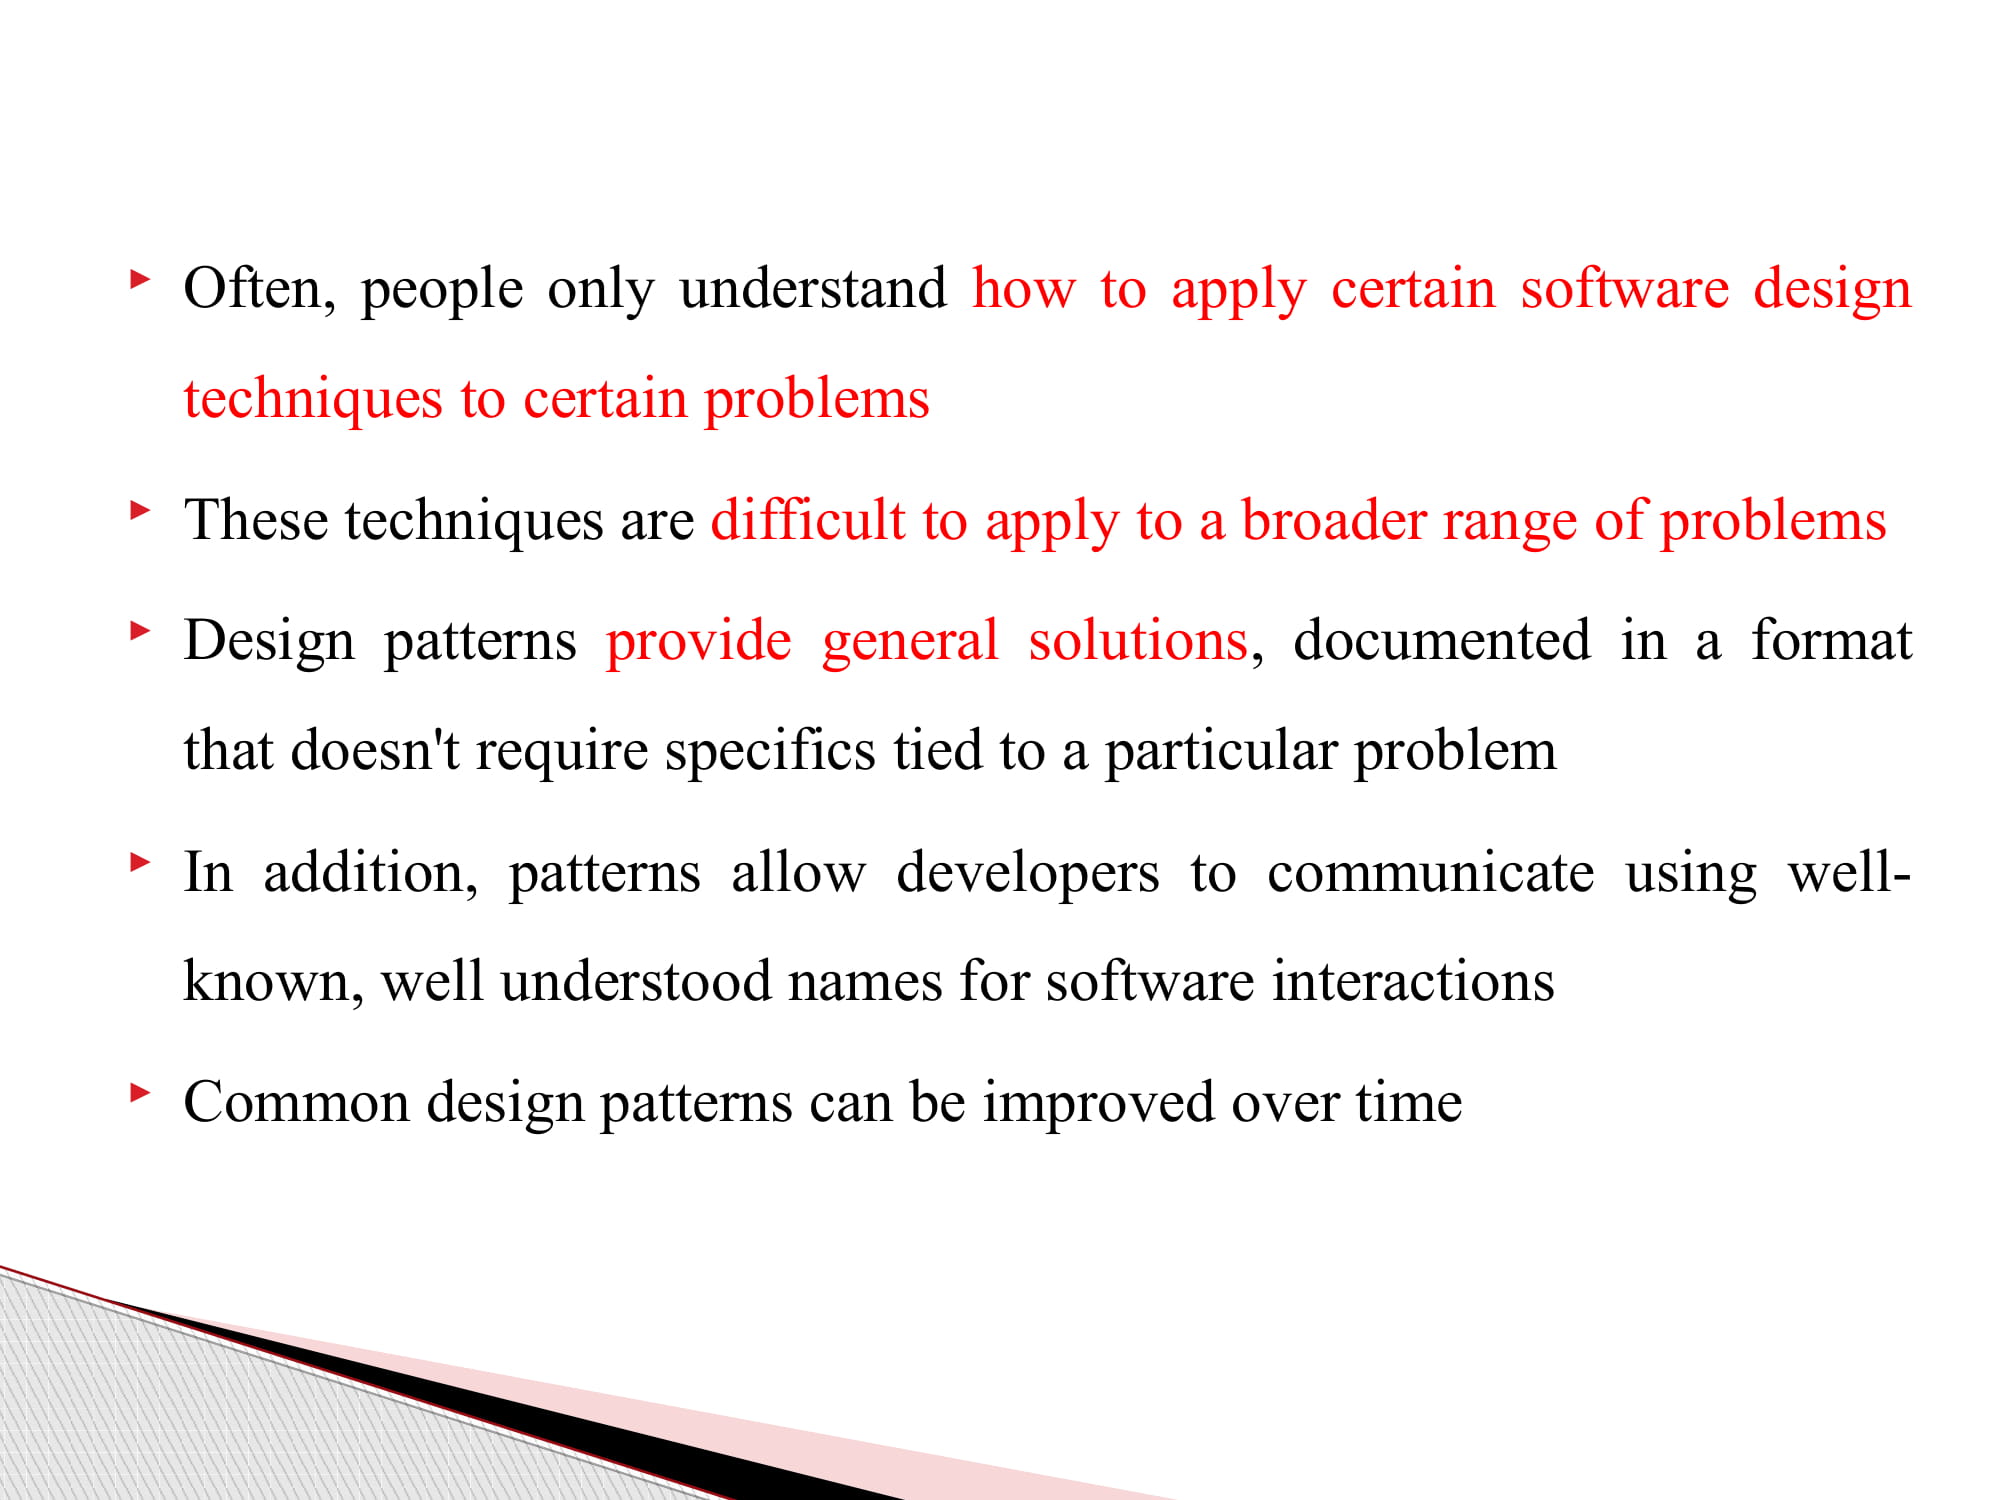 Often, people only understand how to apply certain software design
techniques to certain problems
These techniques are difficult to apply to a broader range of problems
Design patterns provide general solutions, documented in a format
that doesn't require specifics tied to a particular problem
In addition, patterns allow developers to communicate using well-
known, well understood names for software interactions
Common design patterns can be improved over time